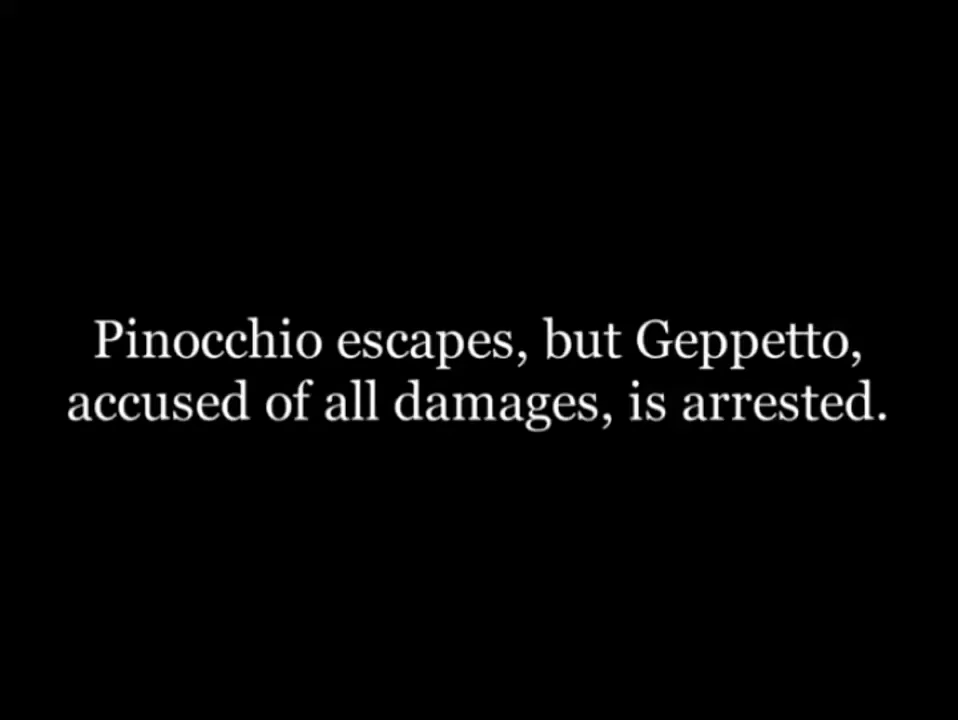 Pinocchio escapes, but Geppetto,
accused of all damages, is arrested.